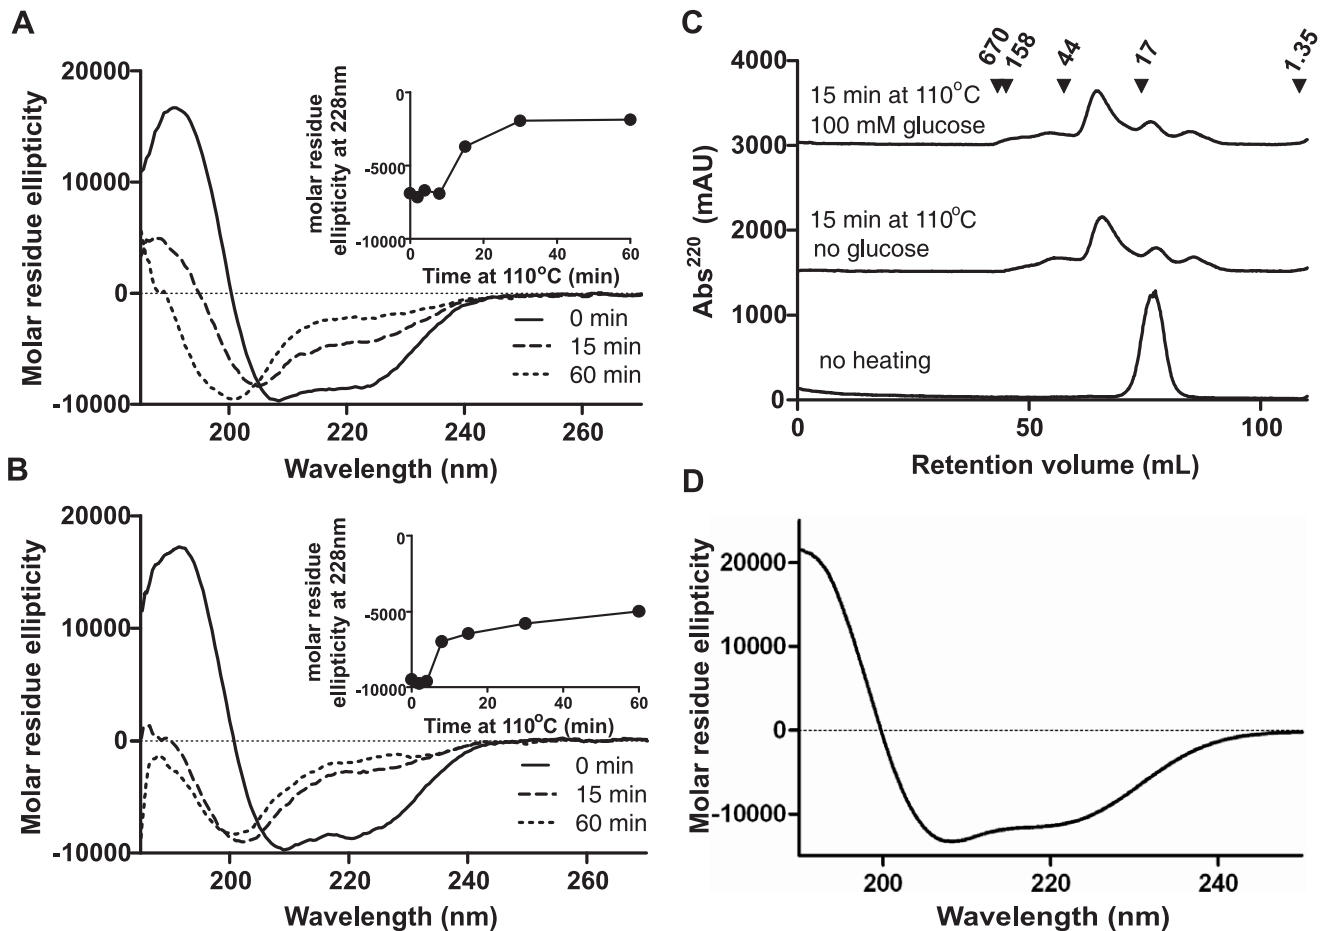 A
20000
10000
0
-10000
Molar residue ellipticity
200
220
240
260
Wavelength (nm)
0 min
15 min
60 min
molar residue
ellipticity at 228nm
0
-5000
-10000
0
20
40
60
Time at 110°C (min)
B
20000
10000
0
-10000
Molar residue ellipticity
200
220
240
260
Wavelength (nm)
0 min
15 min
60 min
molar residue
ellipticity at 228nm
0
-5000
-10000
0
20
40
60
Time at 110°C (min)
C
670
158
44
17
1.35
4000
3000
2000
1000
0
Abs²²⁰ (mAU)
15 min at 110°C
100 mM glucose
15 min at 110°C
no glucose
no heating
0
50
100
Retention volume (mL)
D
20000
10000
0
-10000
Molar residue ellipticity
200
220
240
Wavelength (nm)